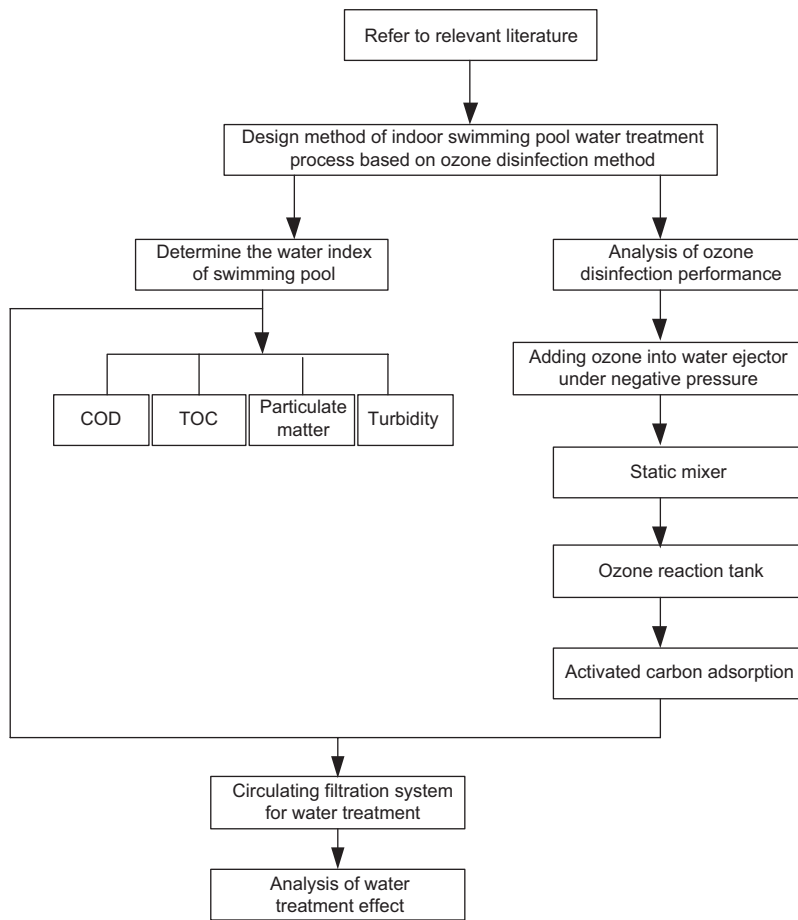 Refer to relevant literature
Design method of indoor swimming pool water treatment
process based on ozone disinfection method
Determine the water index
of swimming pool
COD
TOC
Particulate
matter
Turbidity
Analysis of ozone
disinfection performance
Adding ozone into water ejector
under negative pressure
Static mixer
Ozone reaction tank
Activated carbon adsorption
Circulating filtration system
for water treatment
Analysis of water
treatment effect